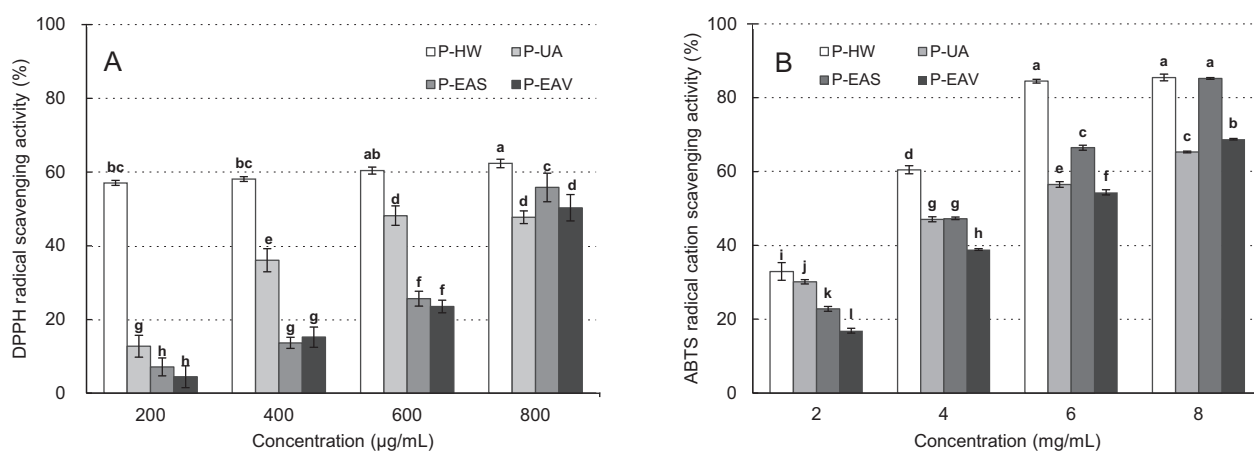 A
DPPH radical scavenging activity (%)
100
80
60
40
20
0
P-HW P-UA
P-EAS P-EAV
bc bc ab a
g h h
e g g
d f f
d c d
200 400 600 800
Concentration (μg/mL)
B
ABTS radical cation scavenging activity (%)
100
80
60
40
20
0
P-HW P-UA
P-EAS P-EAV
i j k l
d g g h
a e c f
a c a b
2 4 6 8
Concentration (mg/mL)